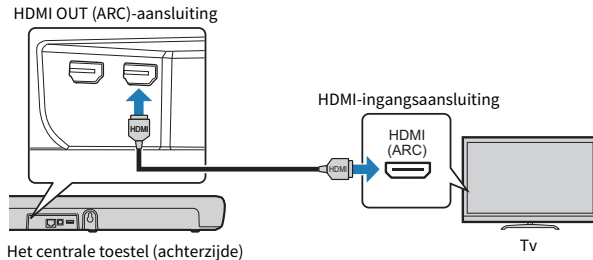 HDMI OUT (ARC)-aansluiting
HDMI-ingangsaansluiting
HDMI
HDMI
(ARC)
HDMI
Het centrale toestel (achterzijde)
Tv